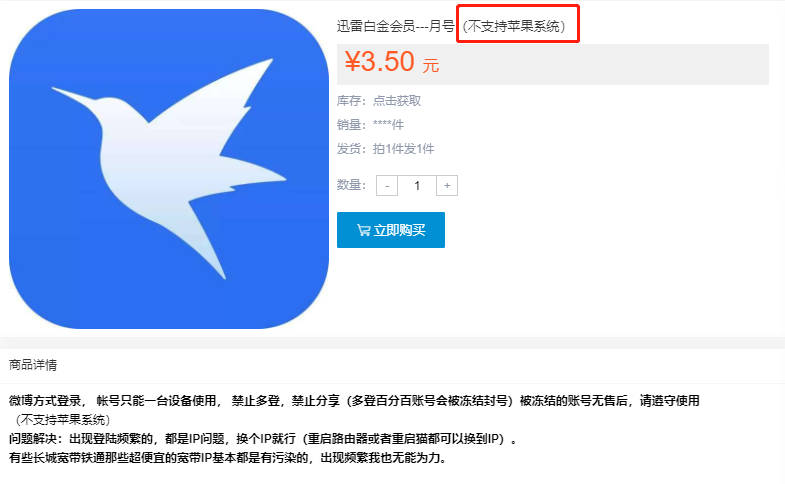 迅雷白金会员---月号（不支持苹果系统）
¥3.50 元
库存：点击获取
销量：****件
发货：拍1件发1件
数量： - 1 +
立即购买
商品详情
微博方式登录， 帐号只能一台设备使用， 禁止多登，禁止分享（多登百分百账号会被冻结封号）被冻结的账号无售后，请遵守使用
（不支持苹果系统）
问题解决：出现登陆频繁的，都是IP问题，换个IP就行（重启路由器或者重启猫都可以换到IP）。
有些长城宽带铁通那些超便宜的宽带IP基本都是有污染的，出现频繁我也无能为力。